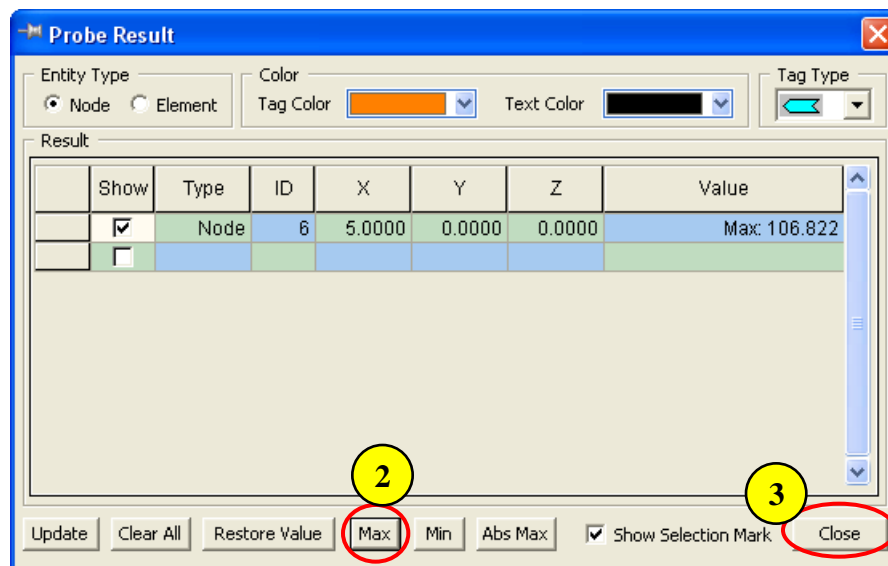 Probe Result
Entity Type
Color
Tag Type
Node Element
Tag Color
Text Color
Result
Show Type ID X Y Z Value
Node 6 5.0000 0.0000 0.0000 Max: 106.822
2
3
Update Clear All Restore Value Max Min Abs Max Show Selection Mark Close